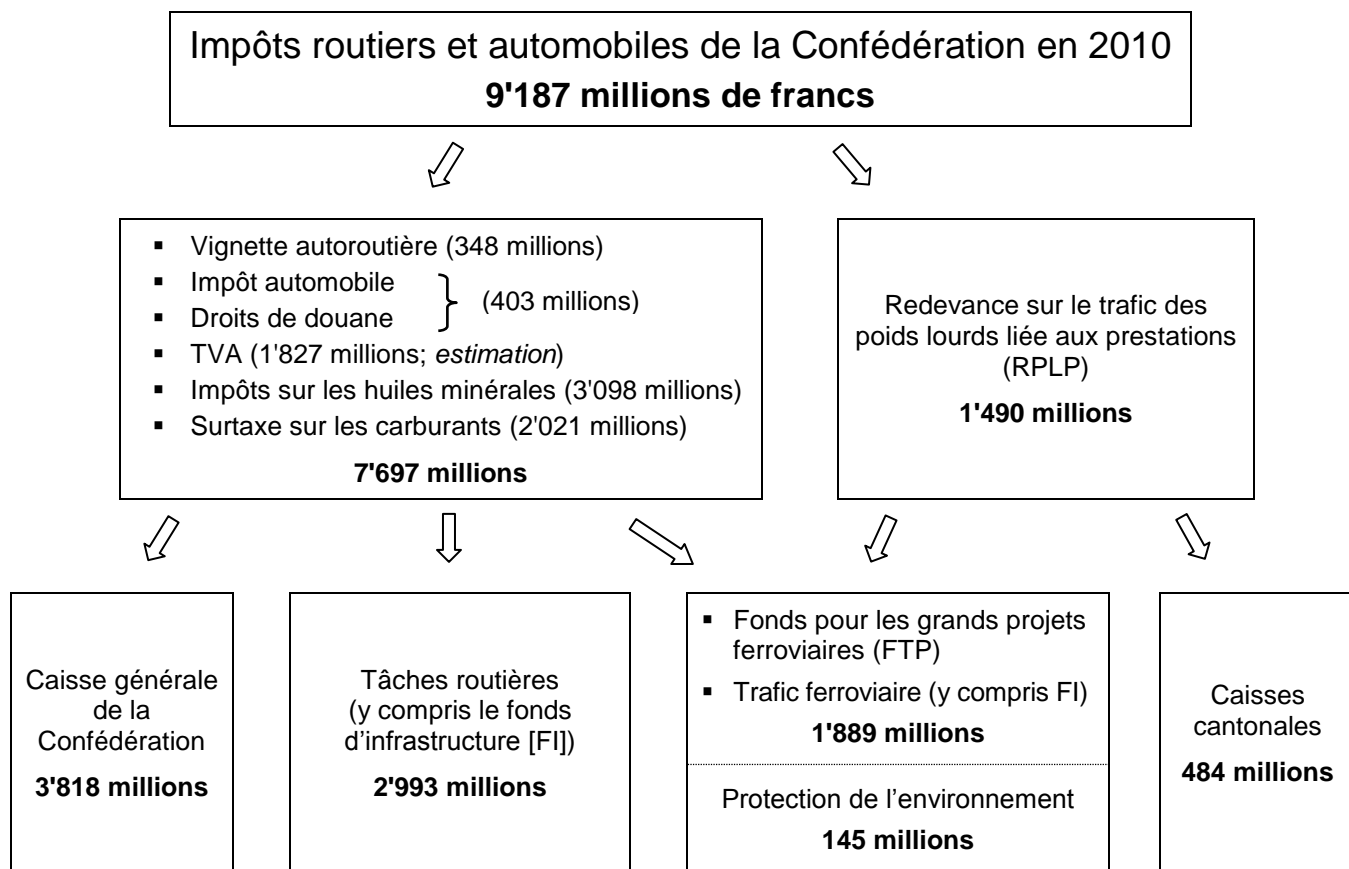 Impôts routiers et automobiles de la Confédération en 2010
9'187 millions de francs
▪ Vignette autoroutière (348 millions)
▪ Impôt automobile
▪ Droits de douane
(403 millions)
▪ TVA (1'827 millions; estimation)
▪ Impôts sur les huiles minérales (3'098 millions)
▪ Surtaxe sur les carburants (2'021 millions)
7'697 millions
Redevance sur le trafic des
poids lourds liée aux prestations
(RPLP)
1'490 millions
Caisse générale
de la
Confédération
3'818 millions
Tâches routières
(y compris le fonds
d’infrastructure [FI])
2'993 millions
▪ Fonds pour les grands projets
ferroviaires (FTP)
▪ Trafic ferroviaire (y compris FI)
1'889 millions
Protection de l’environnement
145 millions
Caisses
cantonales
484 millions